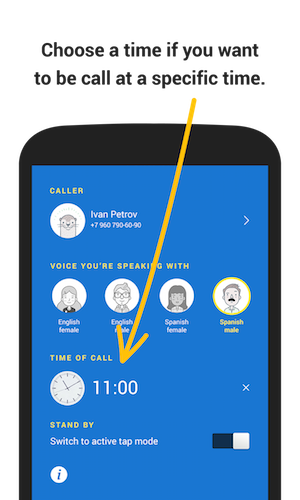 Choose a time if you want
to be call at a specific time.
CALLER
Ivan Petrov
+7 960 790-60-90
VOICE YOU'RE SPEAKING WITH
English female
English female
Spanish female
Spanish male
TIME OF CALL
11:00
STAND BY
Switch to active tap mode
i